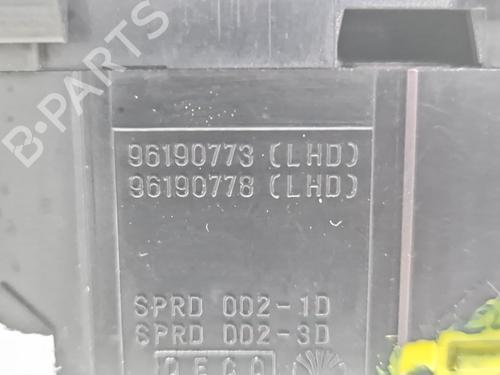 B-PARTS
96190773 (LHD)
96190778 (LHD)
SPRD 002-1D
SPRD 002-3D